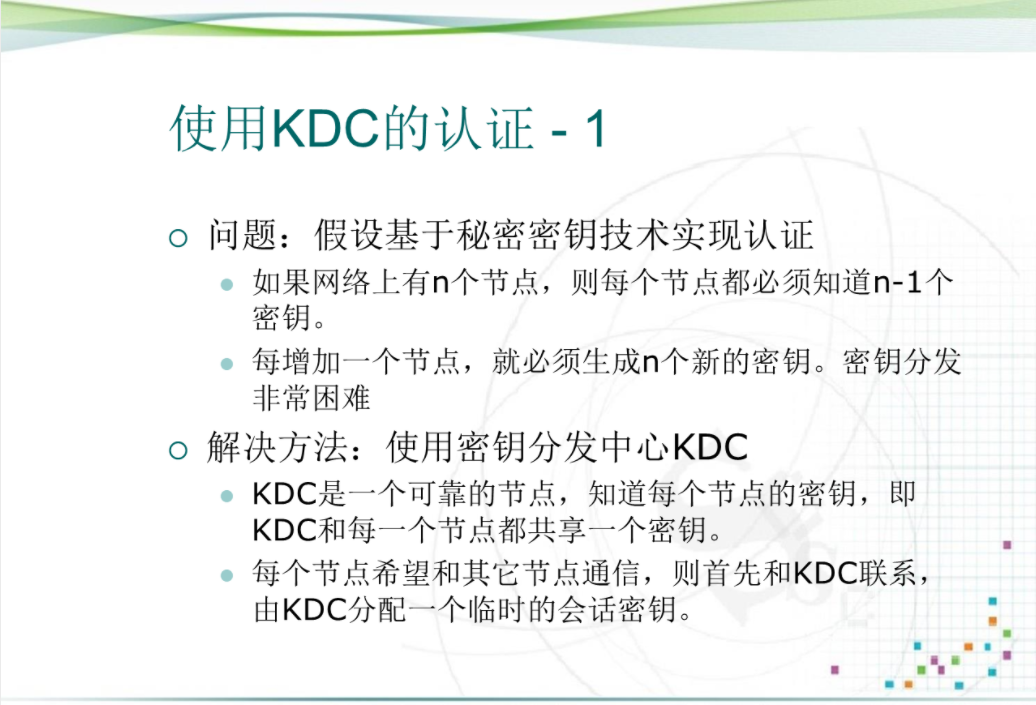 使用KDC的认证 - 1
问题：假设基于秘密密钥技术实现认证
如果网络上有n个节点，则每个节点都必须知道n-1个
密钥。
每增加一个节点，就必须生成n个新的密钥。密钥分发
非常困难
解决方法：使用密钥分发中心KDC
KDC是一个可靠的节点，知道每个节点的密钥，即
KDC和每一个节点都共享一个密钥。
每个节点希望和其它节点通信，则首先和KDC联系，
由KDC分配一个临时的会话密钥。